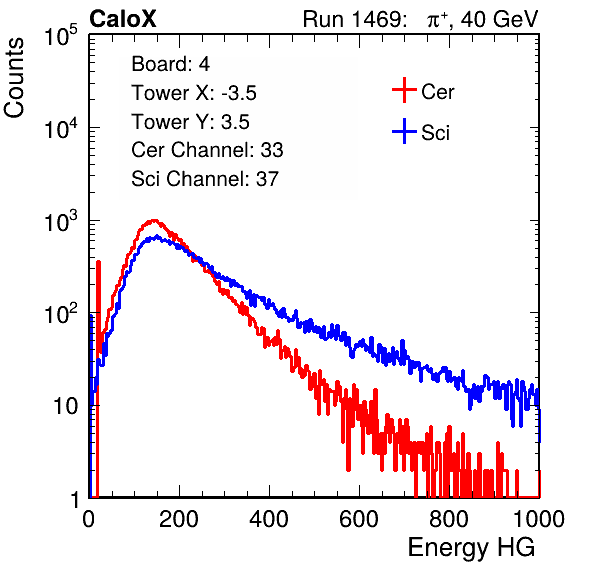 CaloX Run 1469: π⁺, 40 GeV
Counts
10⁵
10⁴
10³
10²
10
1
Board: 4
Tower X: -3.5
Tower Y: 3.5
Cer Channel: 33
Sci Channel: 37
Cer
Sci
0 200 400 600 800 1000
Energy HG